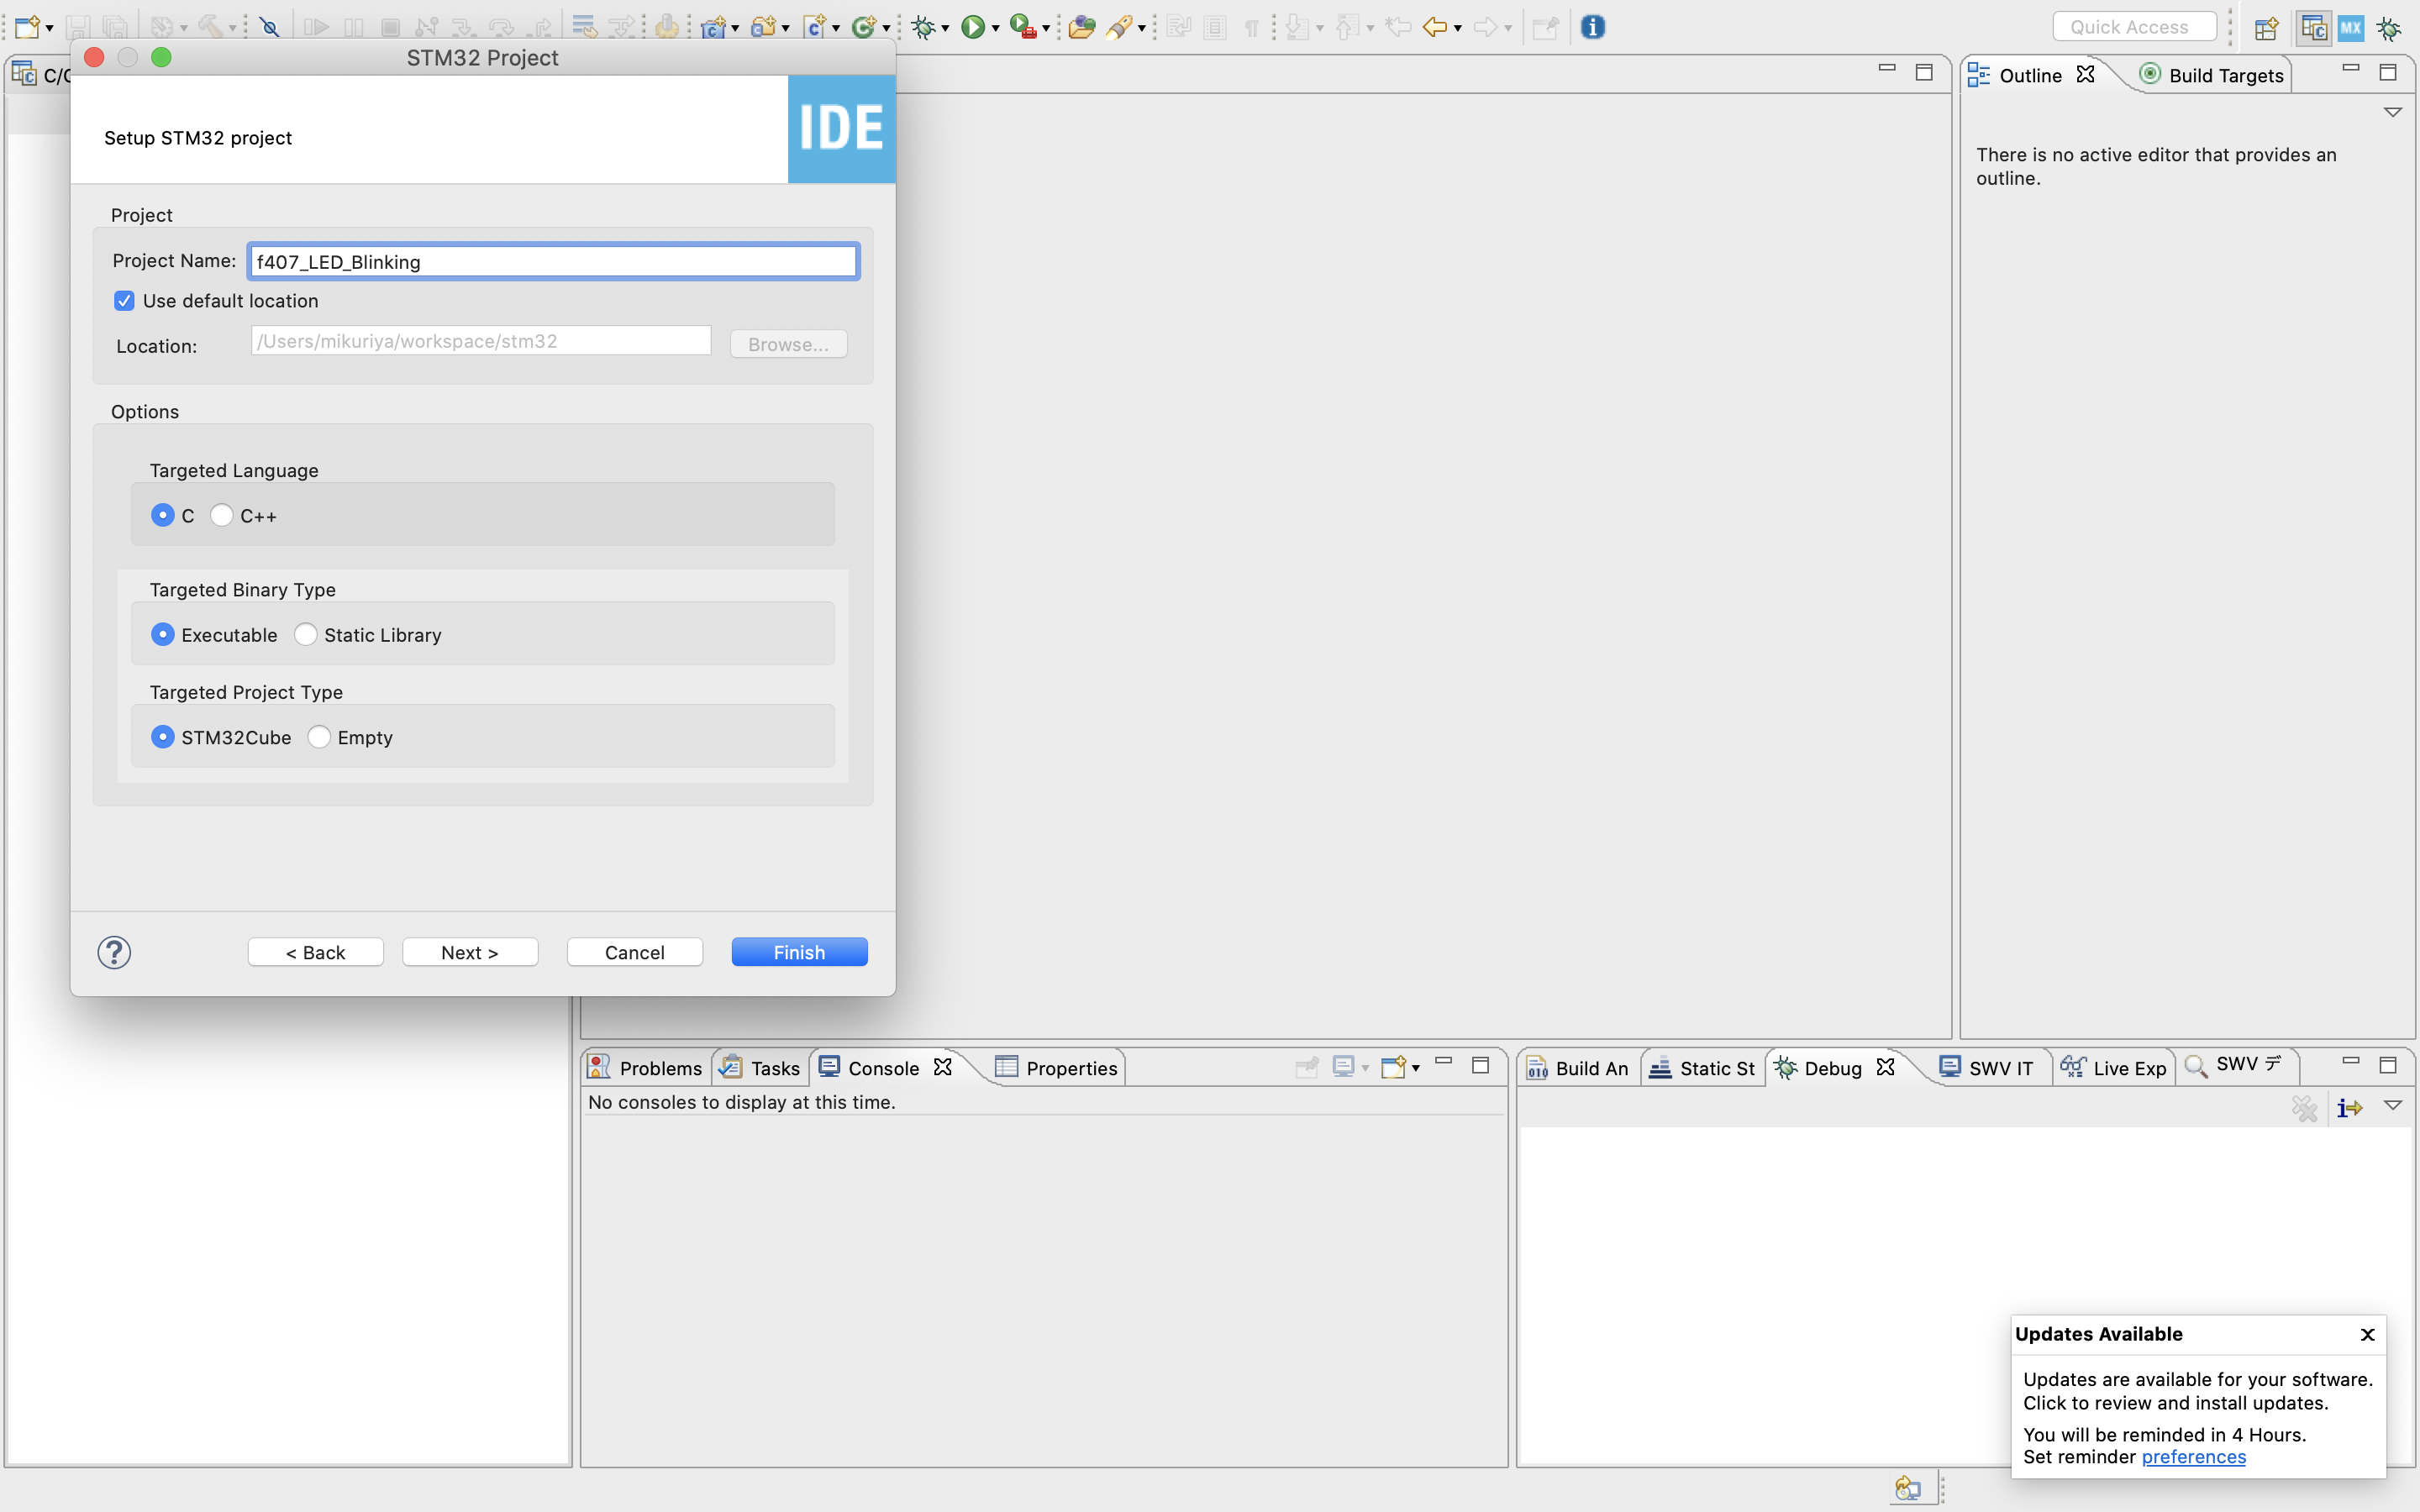 Quick Access
MX
C/C
STM32 Project
Setup STM32 project
IDE
Project
Project Name: f407_LED_Blinking
Use default location
Location: /Users/mikuriya/workspace/stm32 Browse...
Options
Targeted Language
C C++
Targeted Binary Type
Executable Static Library
Targeted Project Type
STM32Cube Empty
? < Back Next > Cancel Finish
Outline Build Targets
There is no active editor that provides an
outline.
Problems Tasks Console Properties
No consoles to display at this time.
Build An Static St Debug SWV IT Live Exp SWV デ
Updates Available x
Updates are available for your software.
Click to review and install updates.
You will be reminded in 4 Hours.
Set reminder preferences